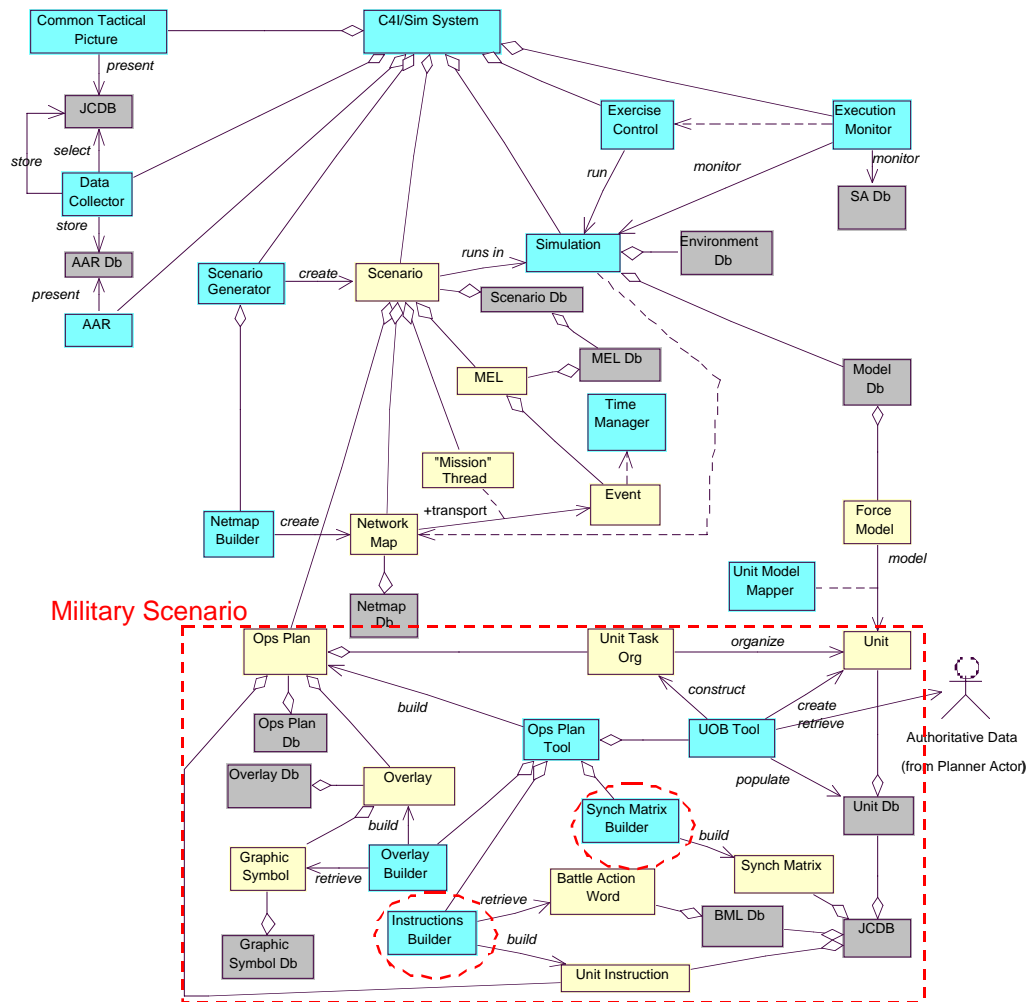 Common Tactical
Picture
C4I/Sim System
present
JCDB
Exercise
Control
Execution
Monitor
store
select
run
monitor
monitor
Data
Collector
SA Db
store
Simulation
Environment
Db
runs in
AAR Db
Scenario
Generator
create
Scenario
present
Scenario Db
AAR
MEL Db
MEL
Model
Db
Time
Manager
"Mission"
Thread
Event
+transport
Netmap
Builder
create
Network
Map
Force
Model
model
Unit Model
Mapper
Netmap
Db
Military Scenario
Ops Plan
Unit Task
Org
organize
Unit
construct
create
build
retrieve
Ops Plan
Db
Ops Plan
Tool
UOB Tool
Authoritative Data
(from Planner Actor)
Overlay Db
Overlay
populate
Unit Db
build
Synch Matrix
Builder
build
Graphic
Symbol
retrieve
Overlay
Builder
Synch Matrix
Battle Action
Word
retrieve
Instructions
Builder
BML Db
JCDB
build
Graphic
Symbol Db
Unit Instruction